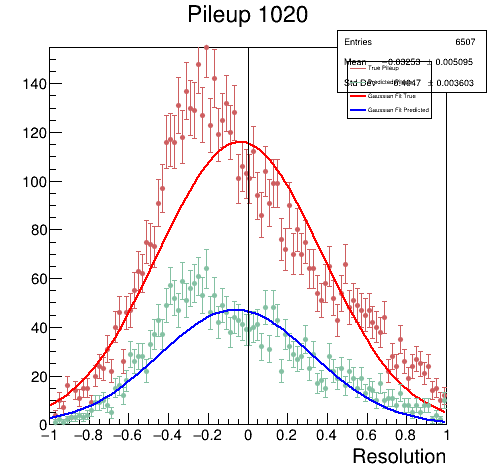 Pileup 1020
Entries 6507
Mean -0.03253 ± 0.005095
True Pileup
Std Dev ± 0.003603
Gaussian Fit True
Gaussian Fit Predicted
140
120
100
80
60
40
20
0
−1 −0.8 −0.6 −0.4 −0.2 0 0.2 0.4 0.6 0.8 1
Resolution